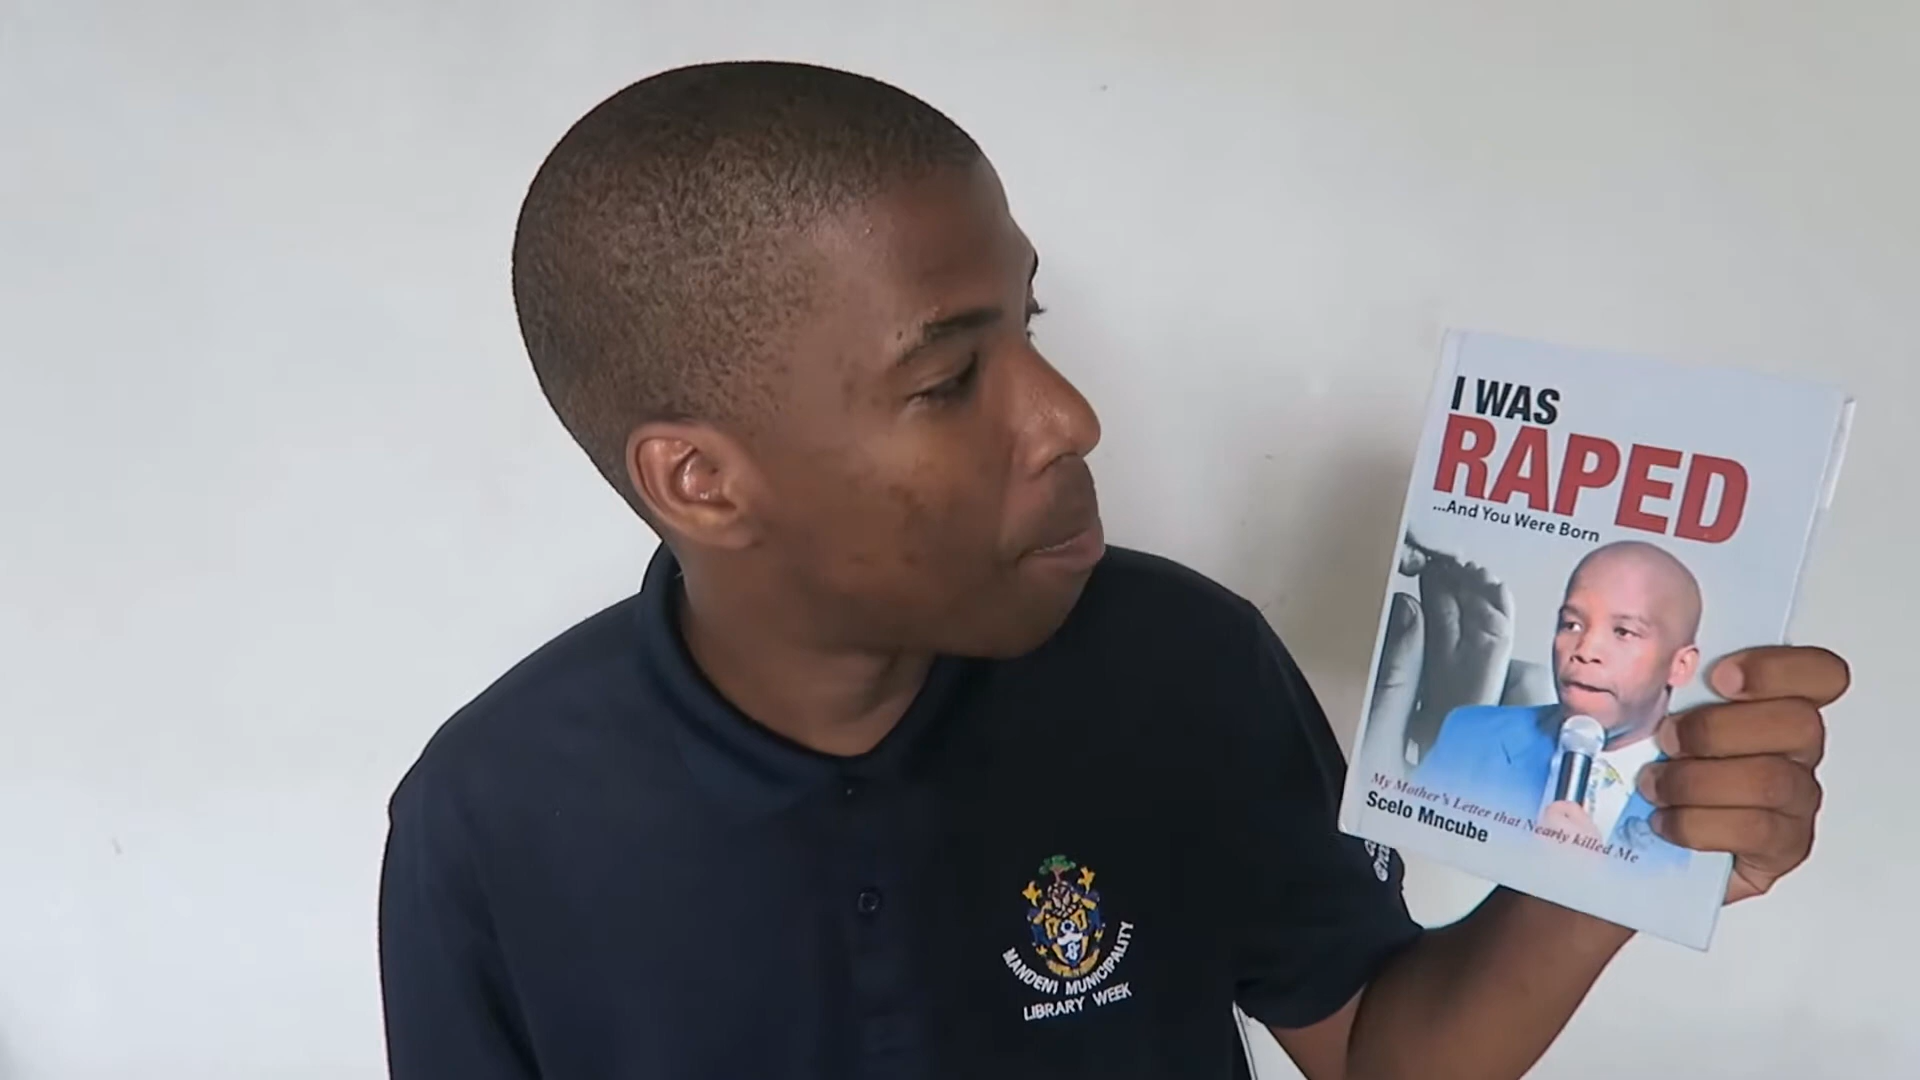 I WAS
RAPED
...And You Were Born
My Mother's Letter that Nearly killed Me
Scelo Mncube
MANDENI MUNICIPALITY
LIBRARY WEEK